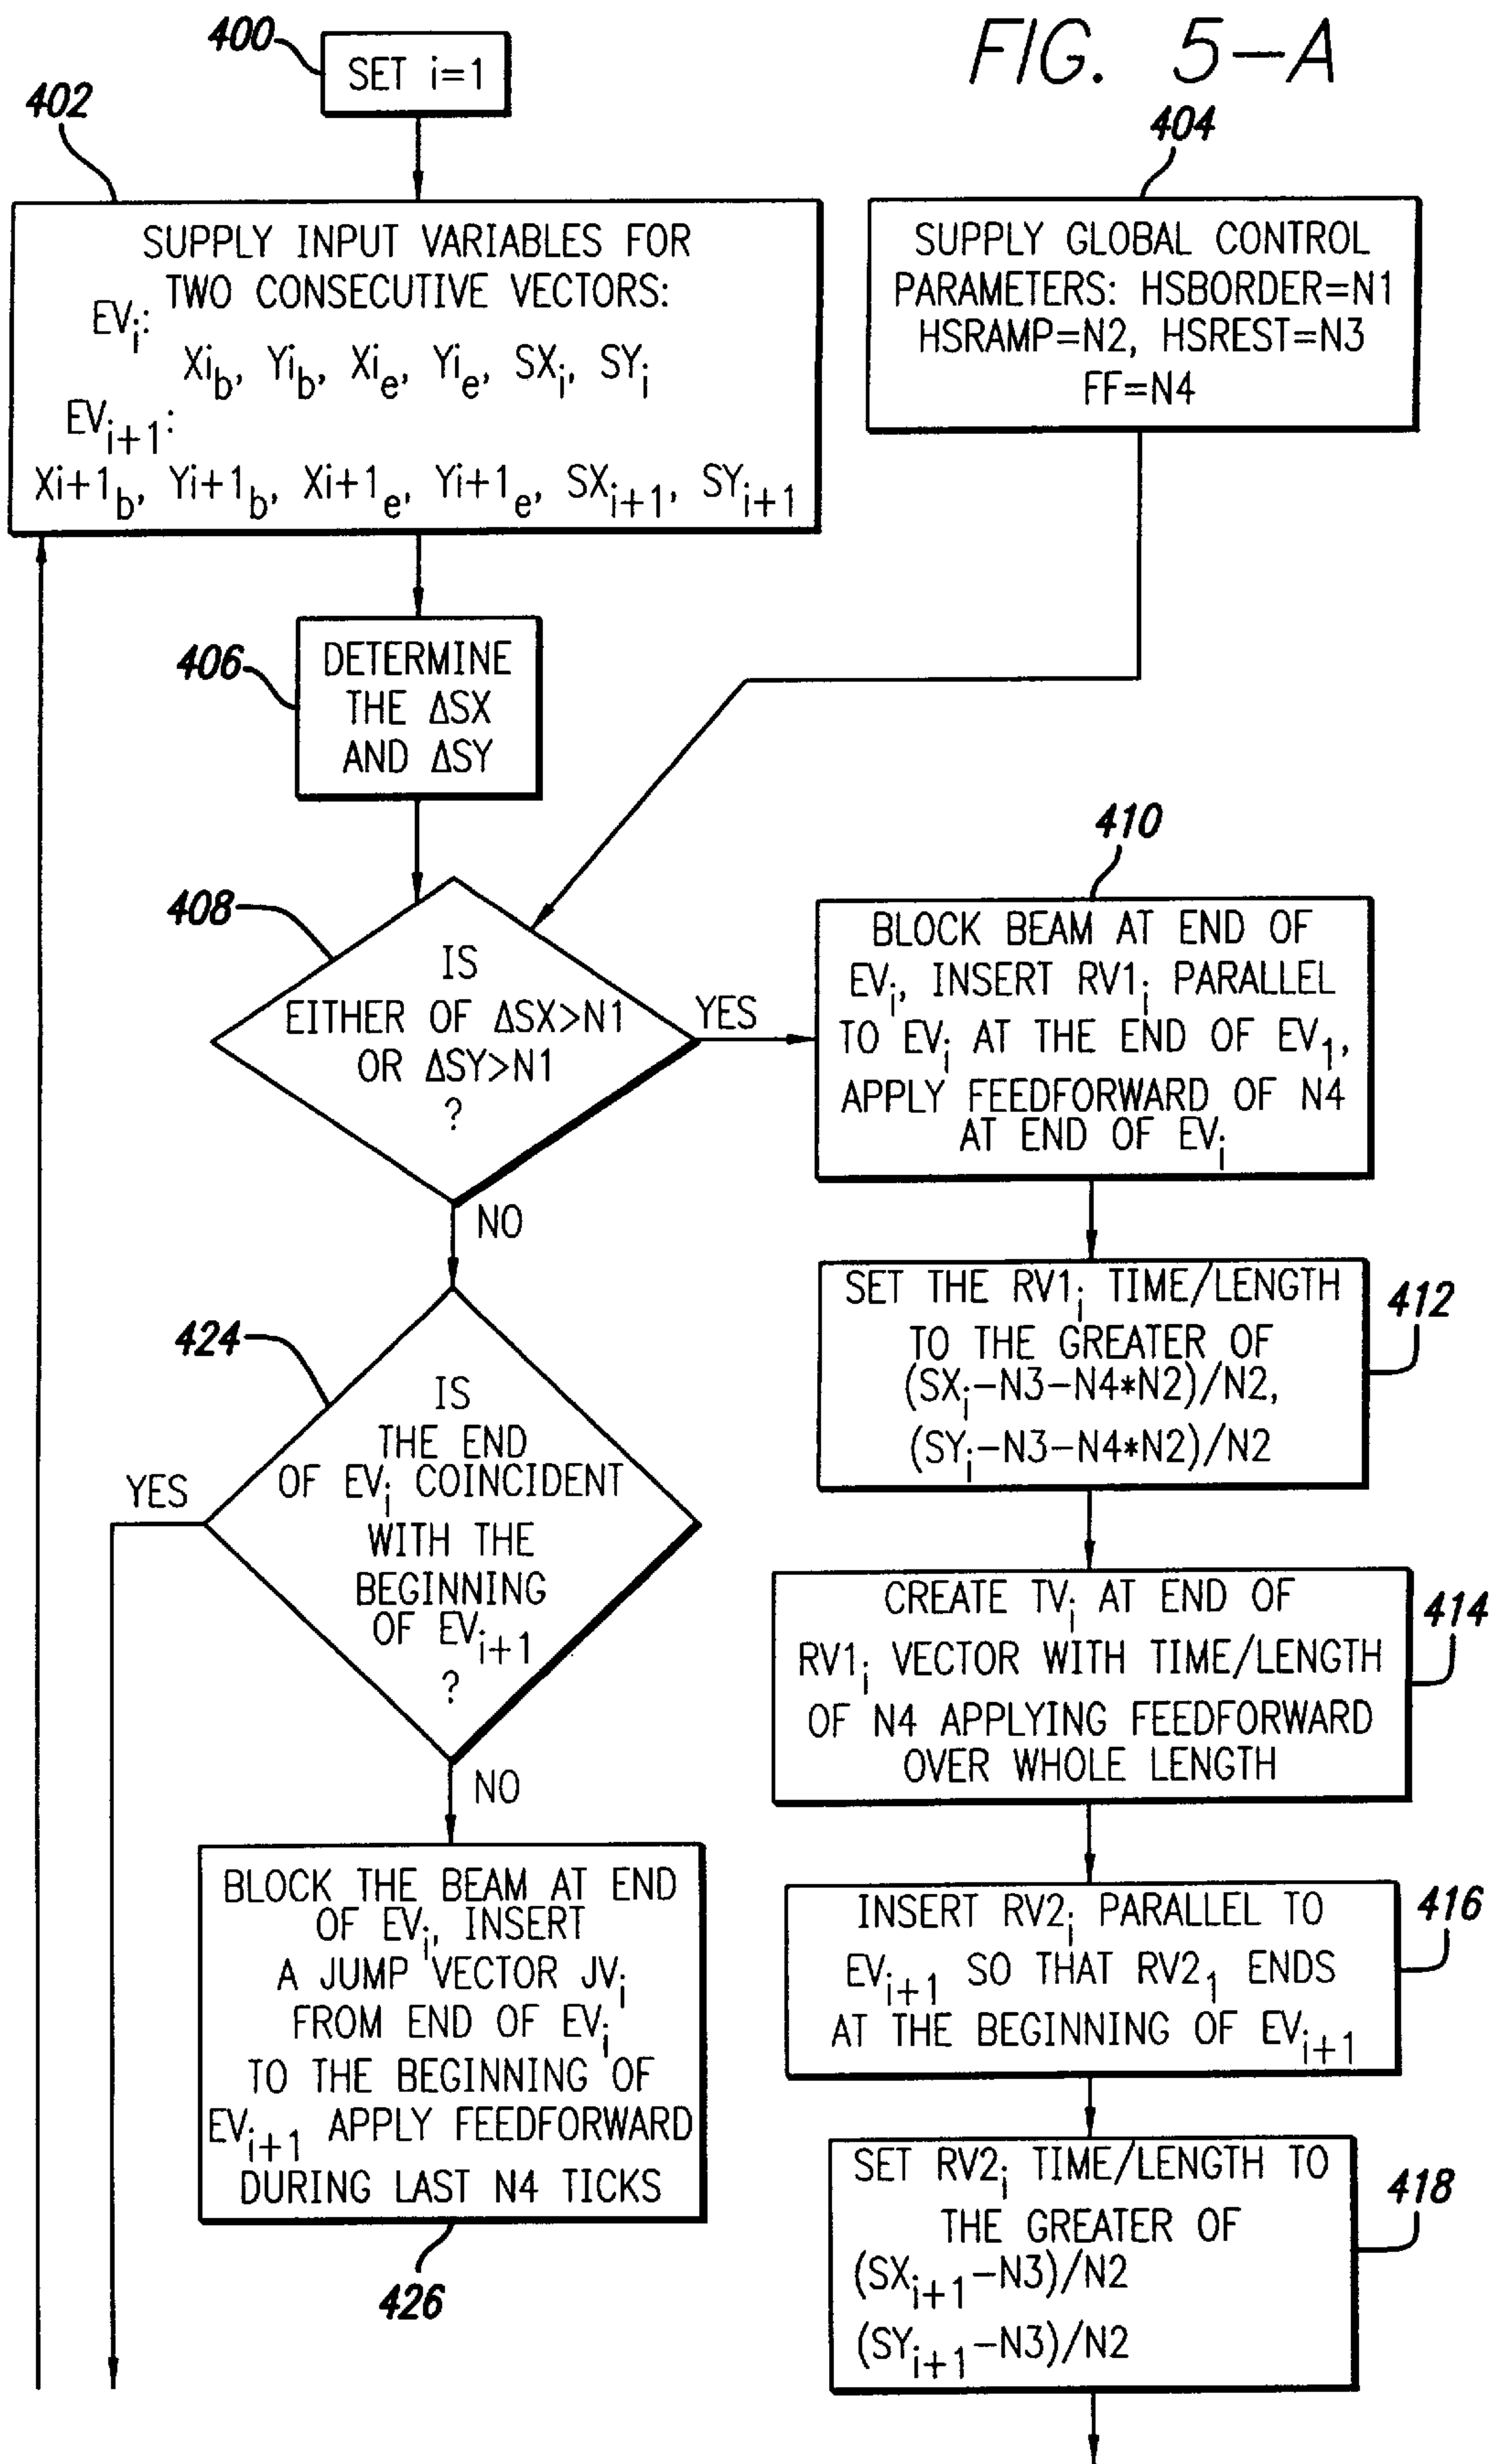 FIG. 5-A
400
SET i=1
402
SUPPLY INPUT VARIABLES FOR
TWO CONSECUTIVE VECTORS:
EVi:
Xib, Yib, Xie, Yie, SXi, SYi
EVi+1:
Xi+1b, Yi+1b, Xi+1e, Yi+1e, SXi+1, SYi+1
404
SUPPLY GLOBAL CONTROL
PARAMETERS: HSBORDER=N1
HSRAMP=N2, HSREST=N3
FF=N4
406
DETERMINE
THE ΔSX
AND ΔSY
408
IS
EITHER OF ΔSX>N1
OR ΔSY>N1
?
YES
NO
410
BLOCK BEAM AT END OF
EVi, INSERT RV1i PARALLEL
TO EVi AT THE END OF EV1,
APPLY FEEDFORWARD OF N4
AT END OF EVi
412
SET THE RV1i TIME/LENGTH
TO THE GREATER OF
(SXi-N3-N4*N2)/N2,
(SYi-N3-N4*N2)/N2
414
CREATE TVi AT END OF
RV1i VECTOR WITH TIME/LENGTH
OF N4 APPLYING FEEDFORWARD
OVER WHOLE LENGTH
416
INSERT RV2i PARALLEL TO
EVi+1 SO THAT RV21 ENDS
AT THE BEGINNING OF EVi+1
418
SET RV2i TIME/LENGTH TO
THE GREATER OF
(SXi+1-N3)/N2
(SYi+1-N3)/N2
424
IS
THE END
OF EVi COINCIDENT
WITH THE
BEGINNING
OF EVi+1
?
YES
NO
BLOCK THE BEAM AT END
OF EVi, INSERT
A JUMP VECTOR JVi
FROM END OF EVi
TO THE BEGINNING OF
EVi+1 APPLY FEEDFORWARD
DURING LAST N4 TICKS
426